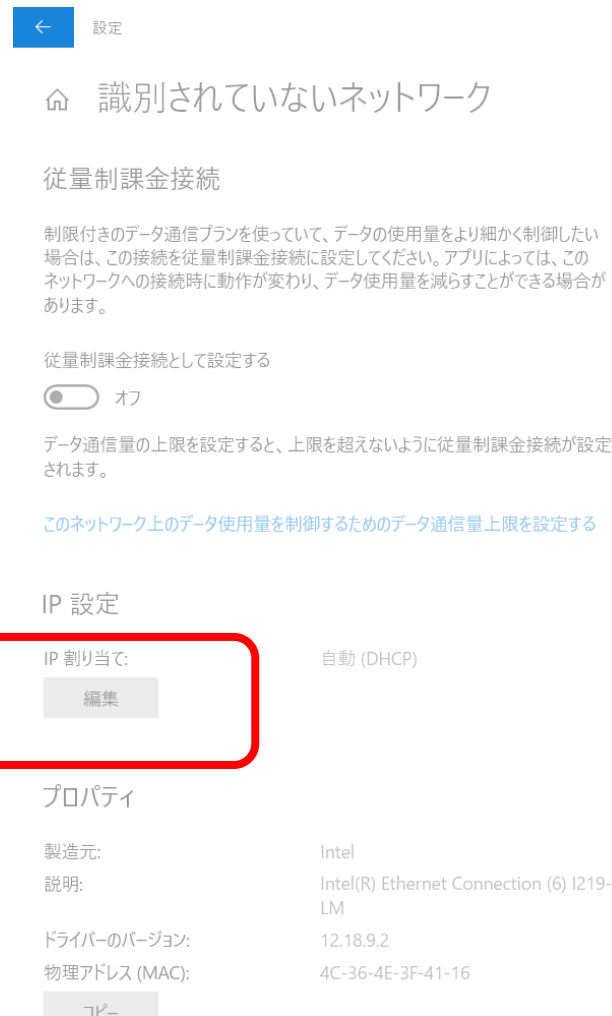 設定
識別されていないネットワーク
従量制課金接続
制限付きのデータ通信プランを使っていて、データの使用量をより細かく制御したい
場合は、この接続を従量制課金接続に設定してください。アプリによっては、この
ネットワークへの接続時に動作が変わり、データ使用量を減らすことができる場合が
あります。
従量制課金接続として設定する
オフ
データ通信量の上限を設定すると、上限を超えないように従量制課金接続が設定
されます。
このネットワーク上のデータ使用量を制御するためのデータ通信量上限を設定する
IP 設定
IP 割り当て: 自動 (DHCP)
編集
プロパティ
製造元: Intel
説明: Intel(R) Ethernet Connection (6) I219-
LM
ドライバーのバージョン: 12.18.9.2
物理アドレス (MAC): 4C-36-4E-3F-41-16
コピー